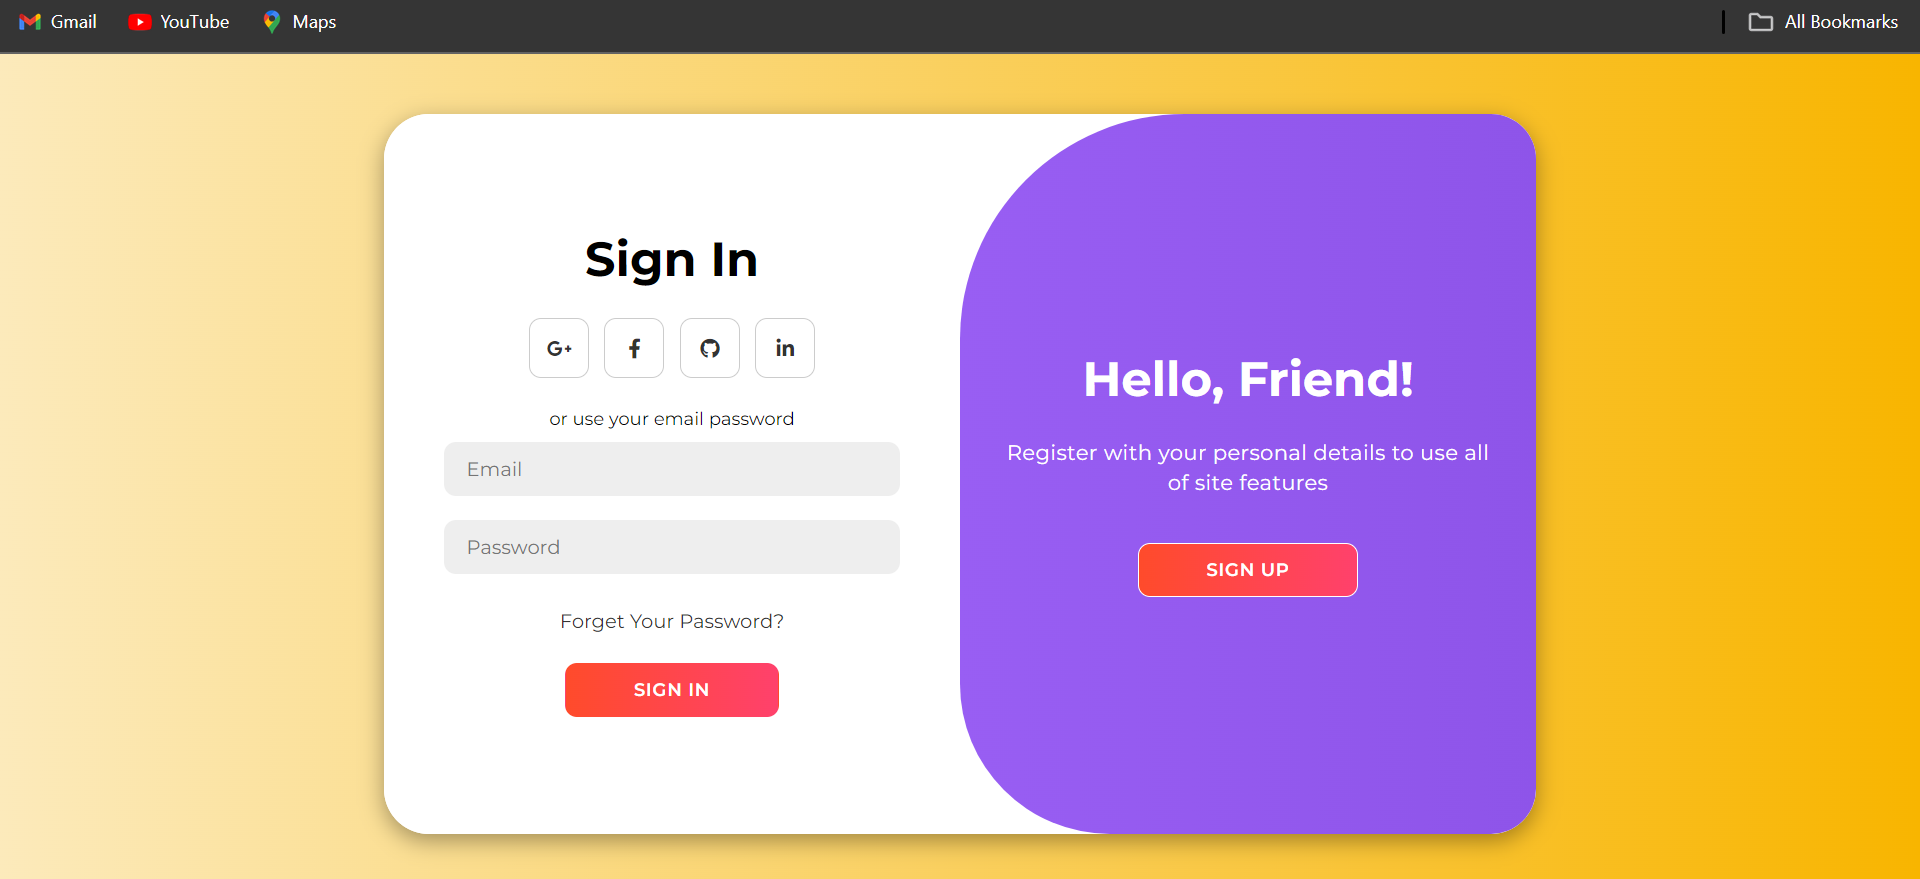 Gmail
YouTube
Maps
All Bookmarks
Sign In
G+
f
in
or use your email password
Email
Password
Forget Your Password?
SIGN IN
Hello, Friend!
Register with your personal details to use all
of site features
SIGN UP